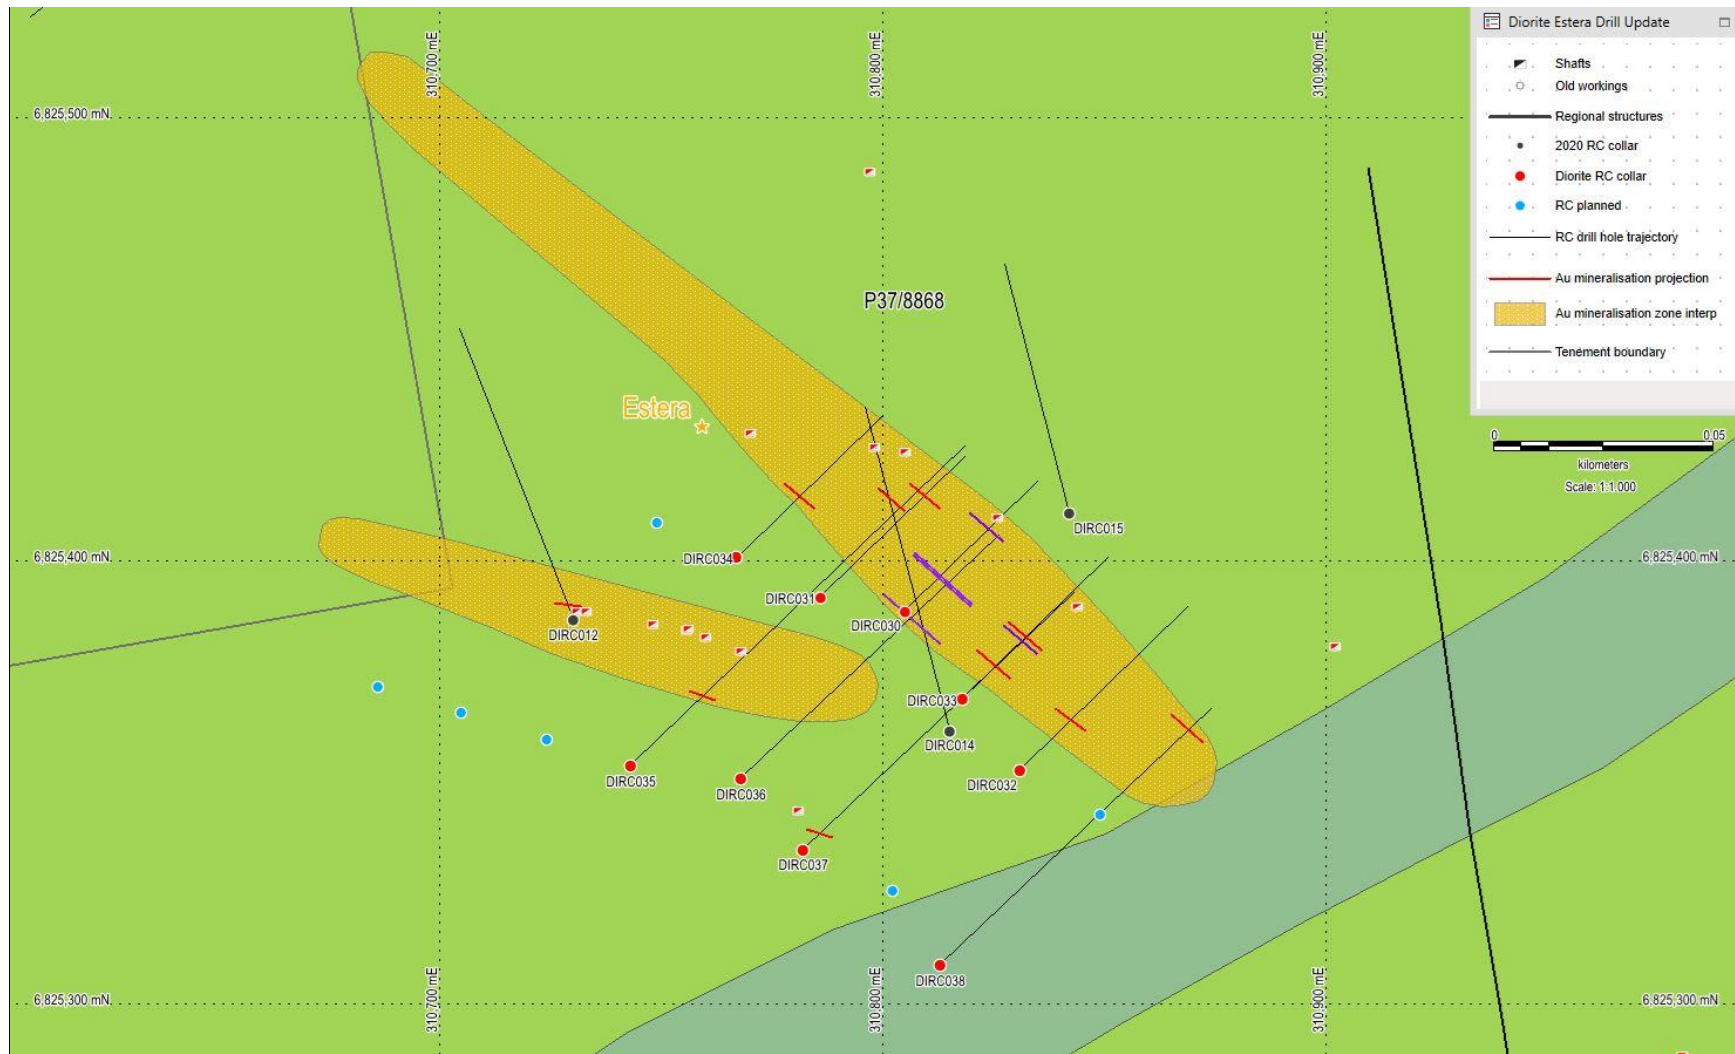 Diorite Estera Drill Update
Shafts
Old workings
Regional structures
2020 RC collar
Diorite RC collar
RC planned
RC drill hole trajectory
Au mineralisation projection
Au mineralisation zone interp
Tenement boundary
0 0.05
kilometers
Scale: 1:1.000
310,700 mE
310,800 mE
310,900 mE
6,825,500 mN
P37/8868
Estera
DIRC015
6,825,400 mN
6,825,400 mN
DIRC034
DIRC031
DIRC030
DIRC012
DIRC033
DIRC014
DIRC035
DIRC036
DIRC032
DIRC037
DIRC038
6,825,300 mN
6,825,300 mN
310,700 mE
310,800 mE
310,900 mE